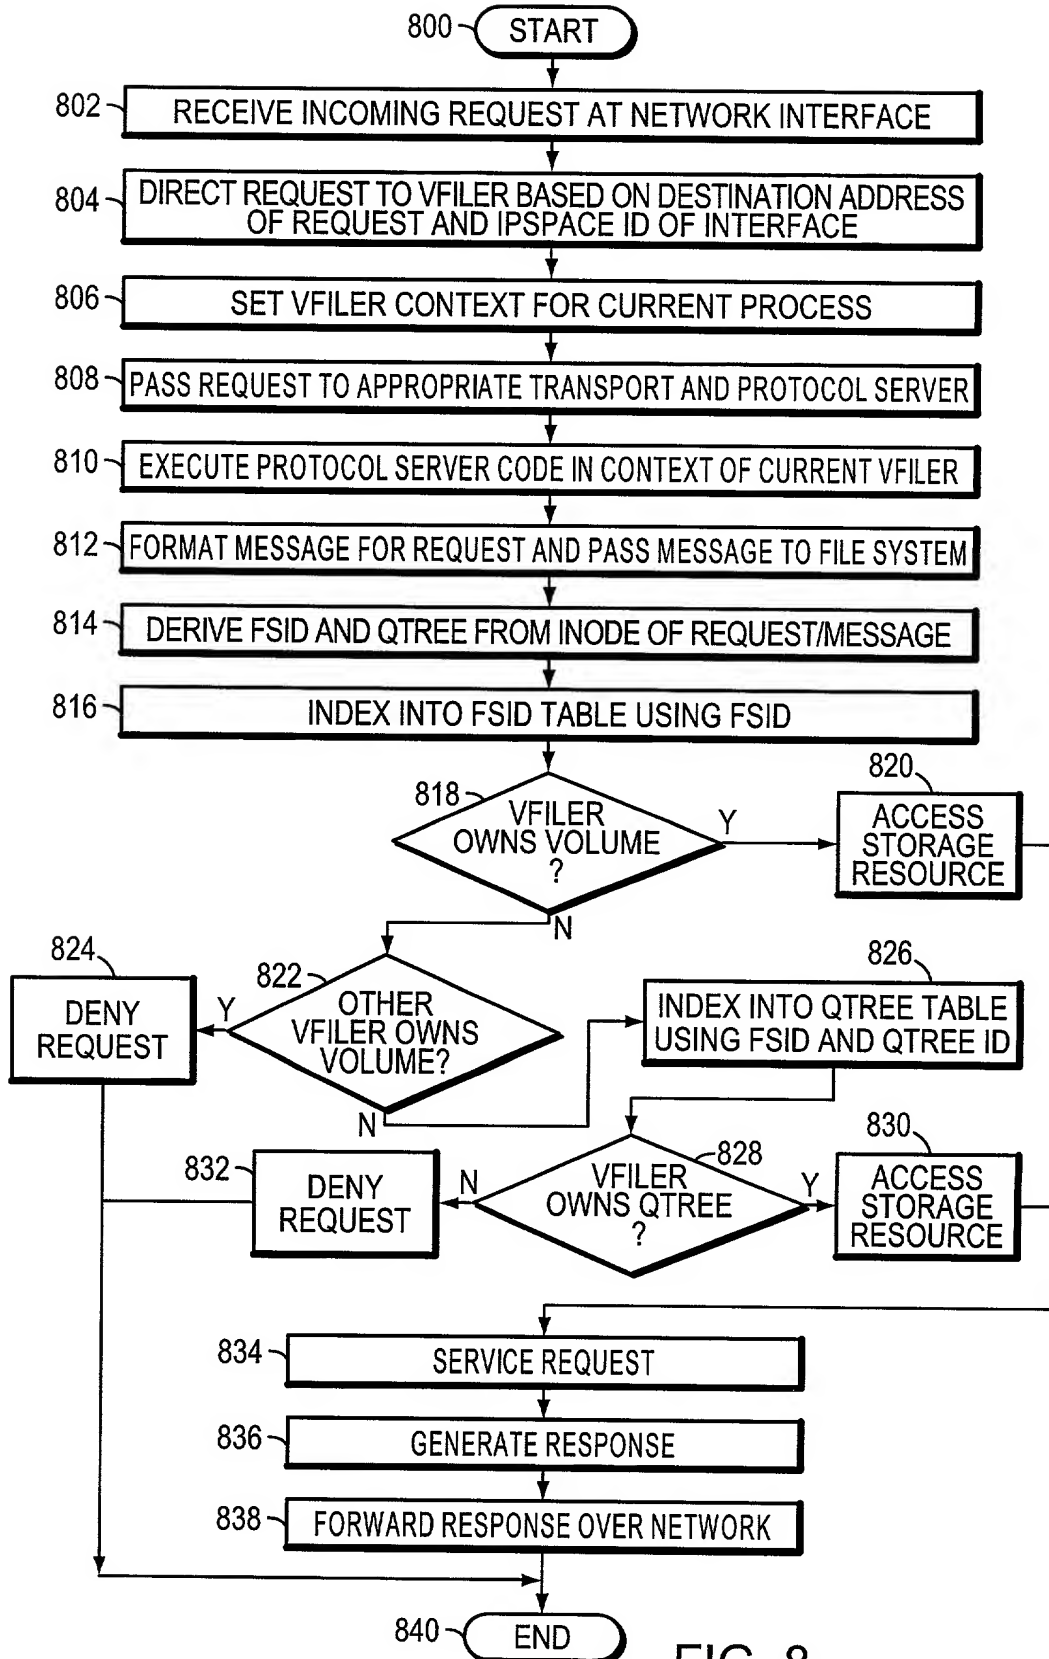 800
START
802
RECEIVE INCOMING REQUEST AT NETWORK INTERFACE
804
DIRECT REQUEST TO VFILER BASED ON DESTINATION ADDRESS
OF REQUEST AND IPSPACE ID OF INTERFACE
806
SET VFILER CONTEXT FOR CURRENT PROCESS
808
PASS REQUEST TO APPROPRIATE TRANSPORT AND PROTOCOL SERVER
810
EXECUTE PROTOCOL SERVER CODE IN CONTEXT OF CURRENT VFILER
812
FORMAT MESSAGE FOR REQUEST AND PASS MESSAGE TO FILE SYSTEM
814
DERIVE FSID AND QTREE FROM INODE OF REQUEST/MESSAGE
816
INDEX INTO FSID TABLE USING FSID
818
VFILER
OWNS VOLUME
?
Y
N
820
ACCESS
STORAGE
RESOURCE
822
OTHER
VFILER OWNS
VOLUME?
Y
N
824
DENY
REQUEST
826
INDEX INTO QTREE TABLE
USING FSID AND QTREE ID
828
VFILER
OWNS QTREE
?
N
Y
830
ACCESS
STORAGE
RESOURCE
832
DENY
REQUEST
834
SERVICE REQUEST
836
GENERATE RESPONSE
838
FORWARD RESPONSE OVER NETWORK
840
END
FIG. 8